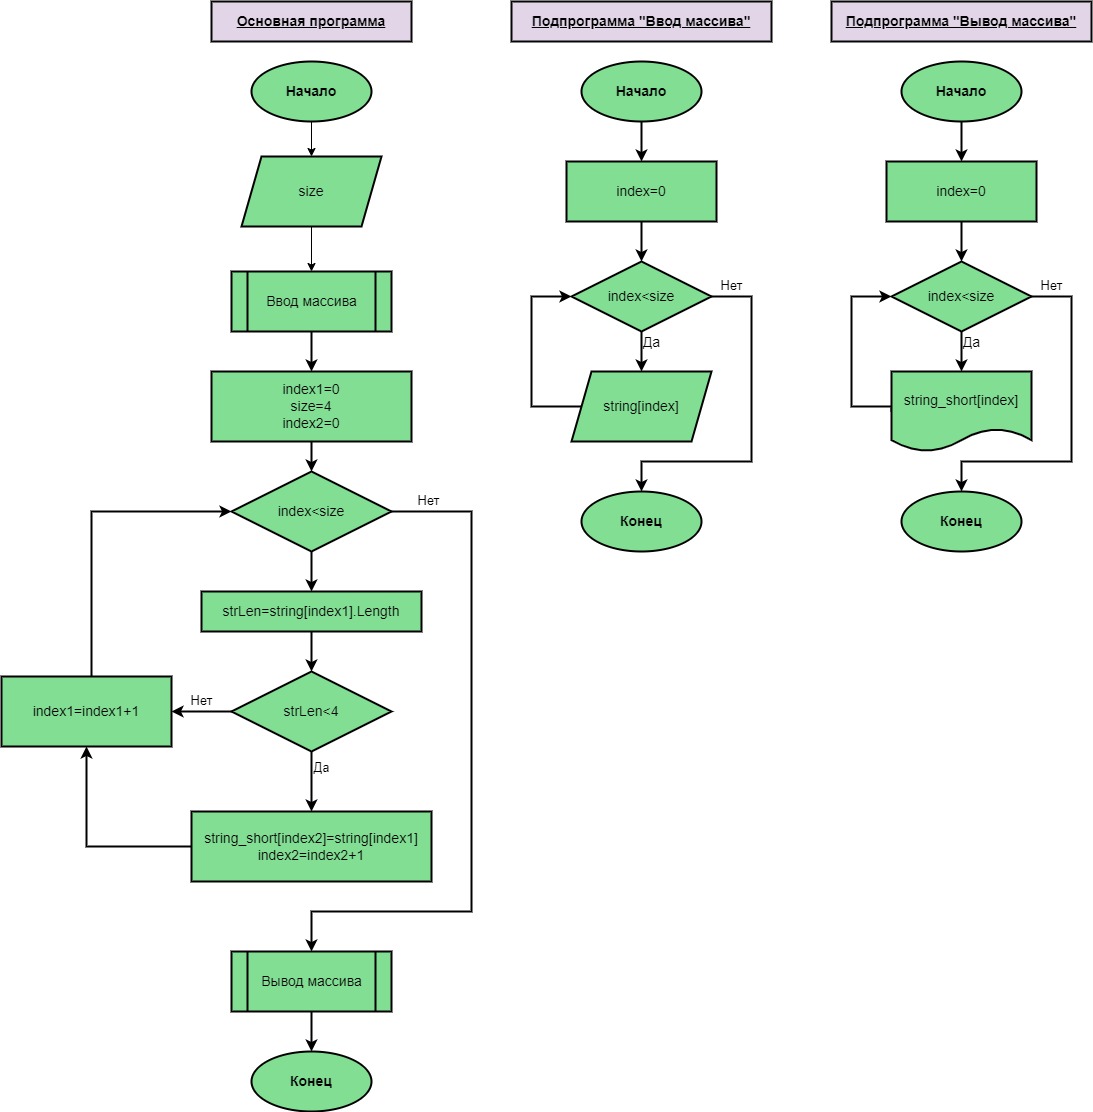 Основная программа
Начало
size
Ввод массива
index1=0
size=4
index2=0
index<size
Нет
strLen=string[index1].Length
strLen<4
Нет
index1=index1+1
Да
string_short[index2]=string[index1]
index2=index2+1
Вывод массива
Конец
Подпрограмма "Ввод массива"
Начало
index=0
index<size
Нет
Да
string[index]
Конец
Подпрограмма "Вывод массива"
Начало
index=0
index<size
Нет
Да
string_short[index]
Конец